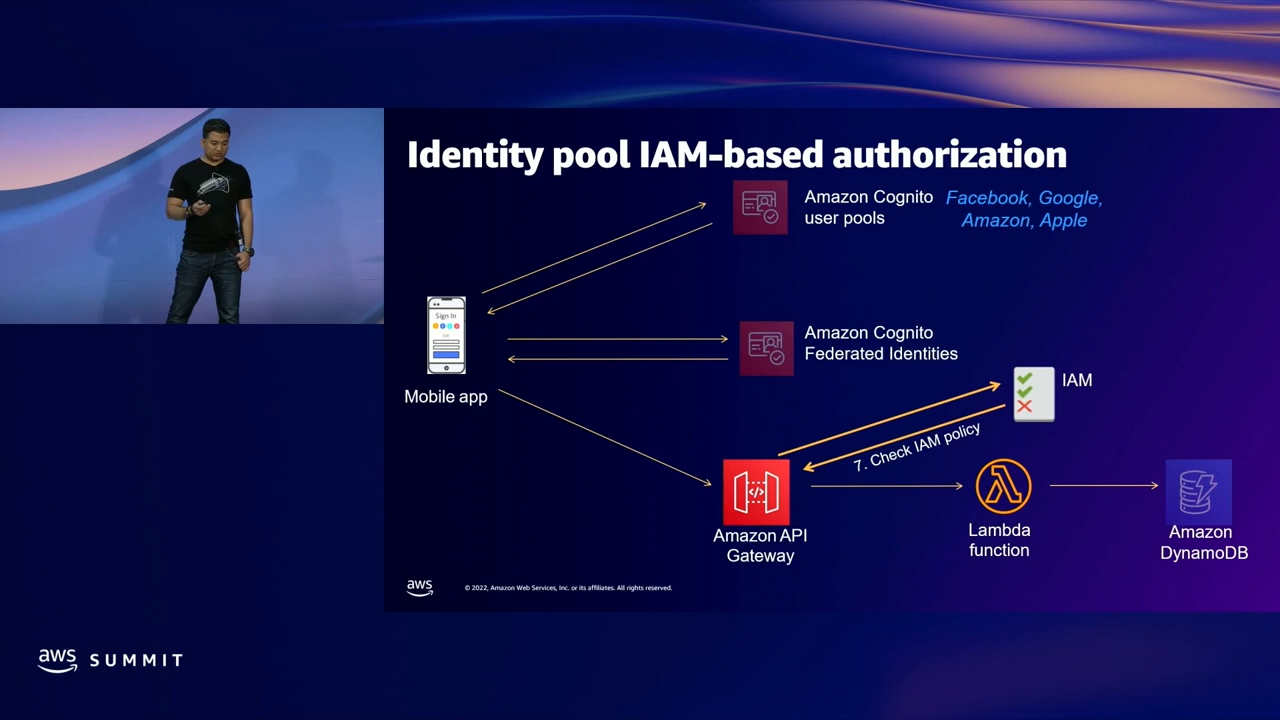 Identity pool IAM-based authorization
Amazon Cognito
user pools
Facebook, Google,
Amazon, Apple
Sign In
Amazon Cognito
Federated Identities
Mobile app
IAM
7. Check IAM policy
Amazon API
Gateway
Lambda
function
Amazon
DynamoDB
aws
© 2022, Amazon Web Services, Inc. or its affiliates. All rights reserved.
aws SUMMIT